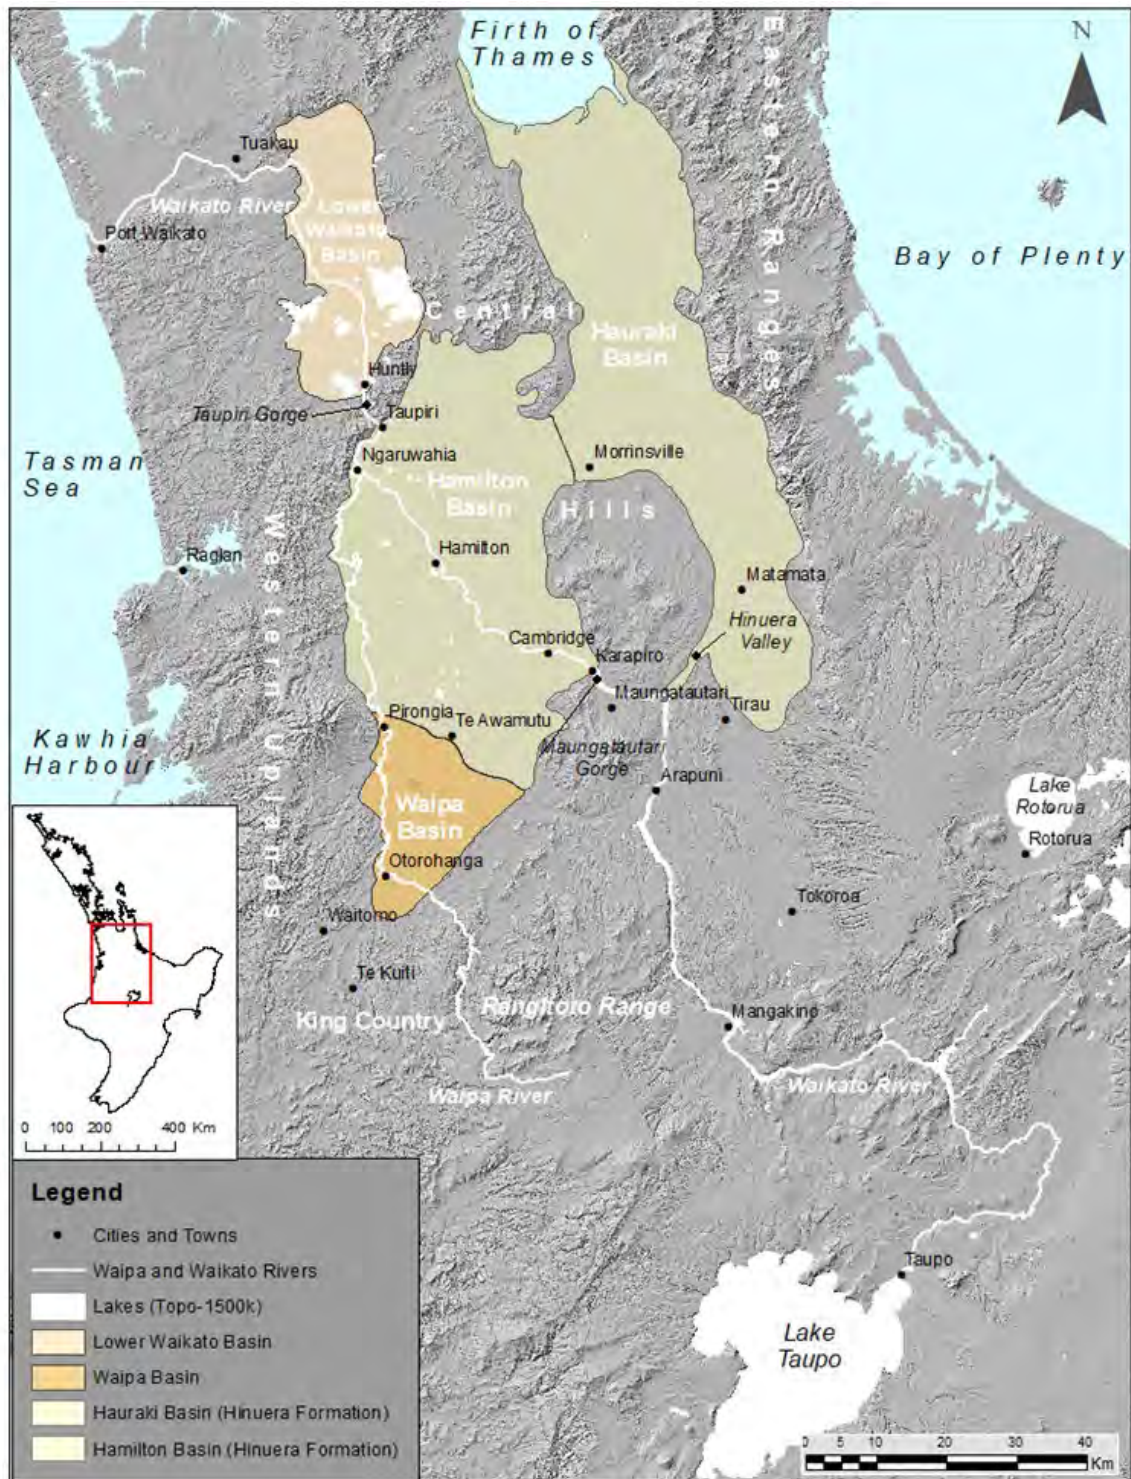 Firth of
Thames
Eastern Ranges
N
Tuakau
Waikato River
Lower
Waikato
Basin
Port Waikato
Bay of Plenty
Central
Hauraki
Basin
Huntly
Taupiri Gorge
Taupiri
Ngaruwahia
Morrinsville
Tasman
Sea
Hamilton
Basin
Hills
Western Uplands
Hamilton
Raglan
Matamata
Hinuera
Valley
Cambridge
Karapiro
Maungatautari
Tirau
Pirongia
Te Awamutu
Kawhia
Harbour
Maungatautari
Gorge
Arapuni
Waipa
Basin
Lake
Rotorua
Rotorua
Otorohanga
Tokoroa
Waitomo
Te Kuiti
Rangitoto Range
King Country
Mangakino
Waipa River
Waikato River
0 100 200 400 Km
Legend
Cities and Towns
Waipa and Waikato Rivers
Lakes (Topo-1500k)
Lower Waikato Basin
Waipa Basin
Hauraki Basin (Hinuera Formation)
Hamilton Basin (Hinuera Formation)
Taupo
Lake
Taupo
0 5 10 20 30 40
Km